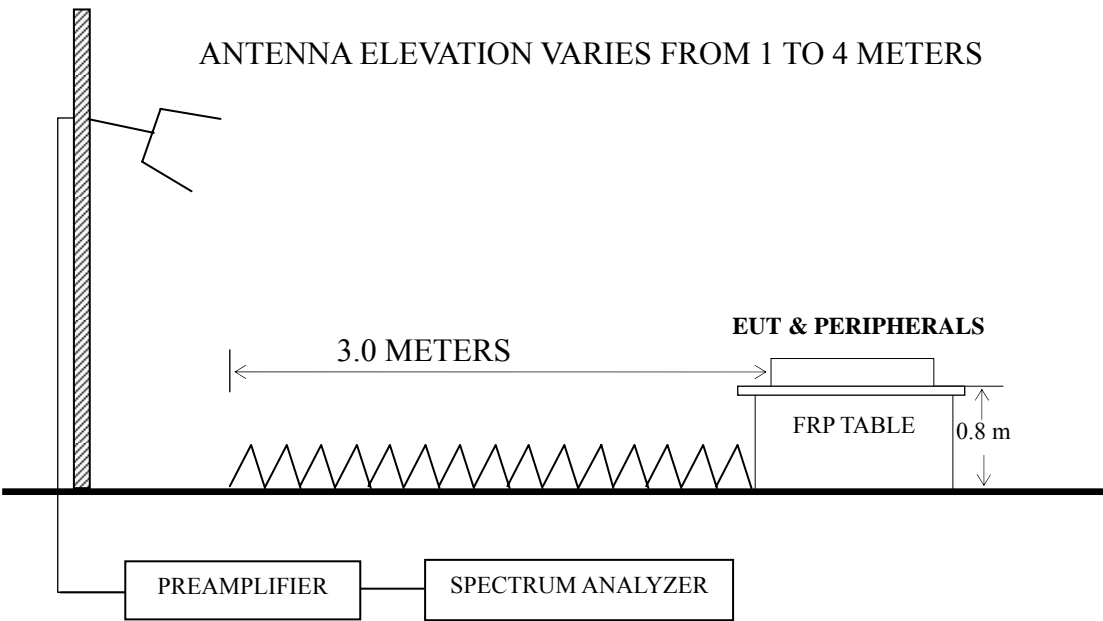 ANTENNA ELEVATION VARIES FROM 1 TO 4 METERS
EUT & PERIPHERALS
3.0 METERS
FRP TABLE
0.8 m
PREAMPLIFIER
SPECTRUM ANALYZER